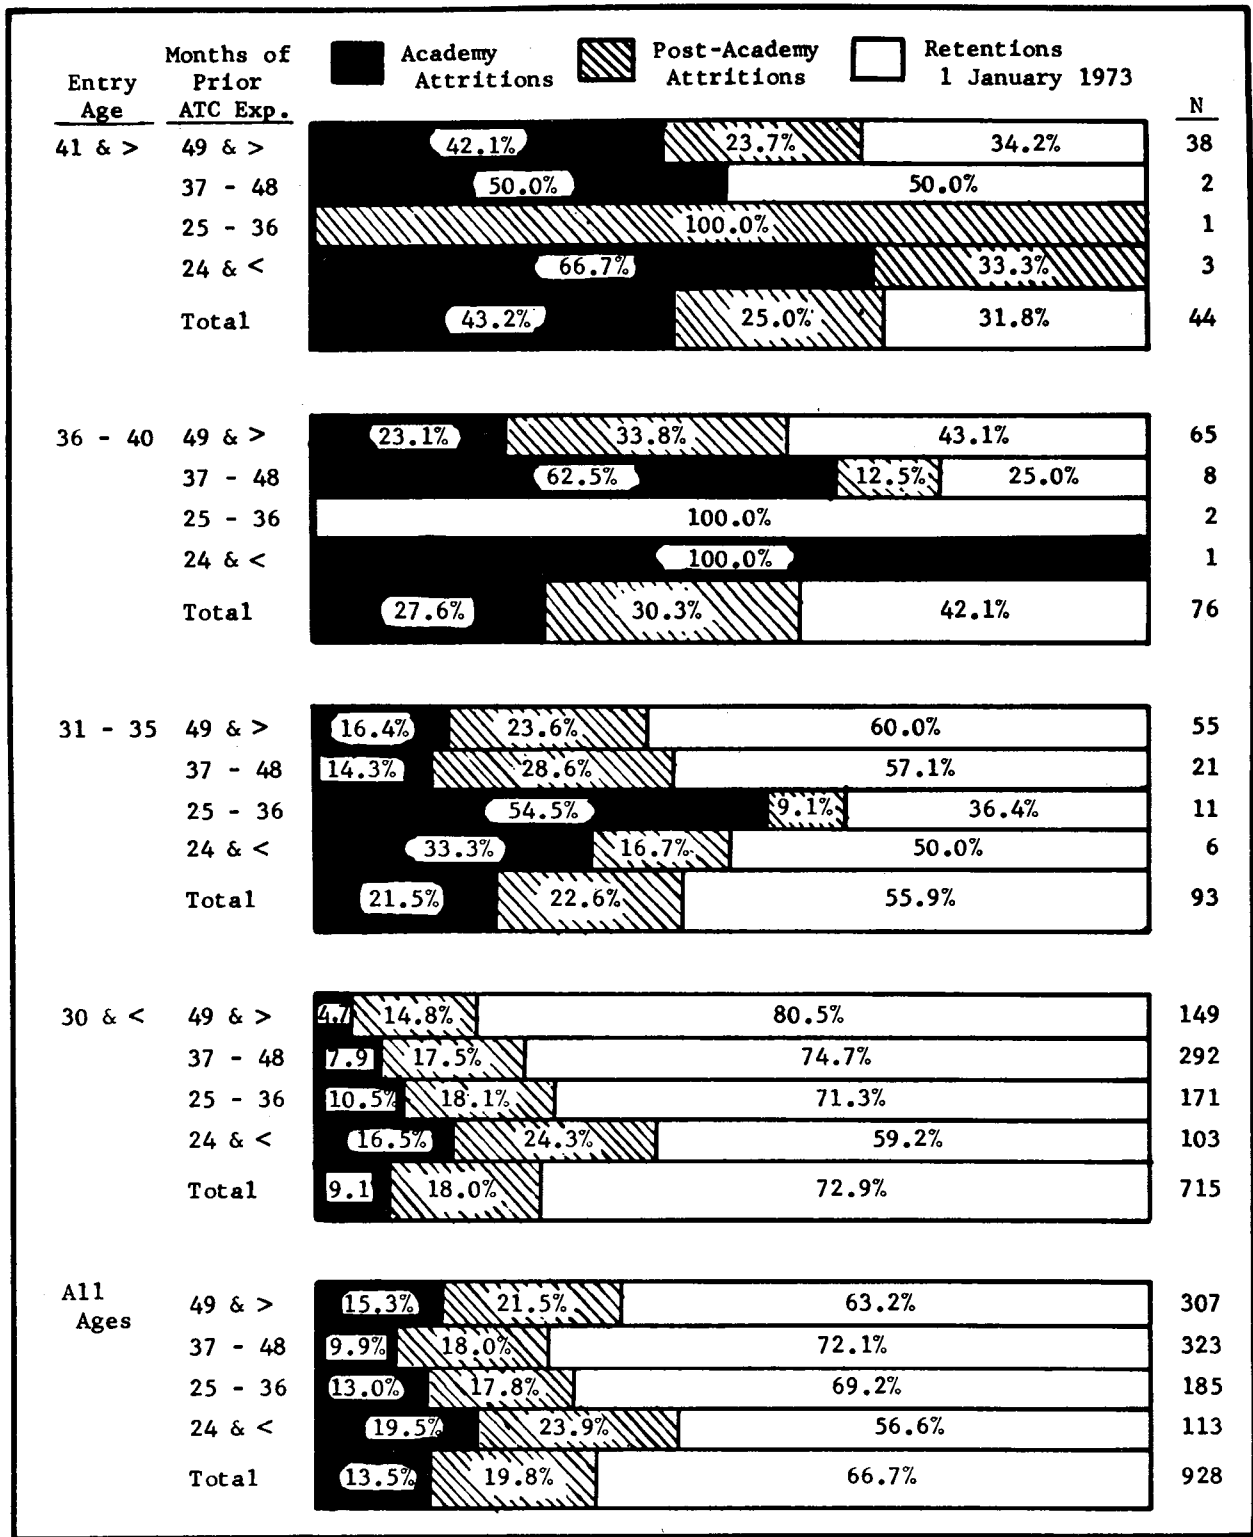 Months of Prior ATC Exp.
Entry Age
Academy Attritions
Post-Academy Attritions
Retentions 1 January 1973
N
41 & > 49 & > 42.1% 23.7% 34.2% 38
37 - 48 50.0% 50.0% 2
25 - 36 100.0% 1
24 & < 66.7% 33.3% 3
Total 43.2% 25.0% 31.8% 44
36 - 40 49 & > 23.1% 33.8% 43.1% 65
37 - 48 62.5% 12.5% 25.0% 8
25 - 36 100.0% 2
24 & < 100.0% 1
Total 27.6% 30.3% 42.1% 76
31 - 35 49 & > 16.4% 23.6% 60.0% 55
37 - 48 14.3% 28.6% 57.1% 21
25 - 36 54.5% 9.1% 36.4% 11
24 & < 33.3% 16.7% 50.0% 6
Total 21.5% 22.6% 55.9% 93
30 & < 49 & > 4.7 14.8% 80.5% 149
37 - 48 7.9 17.5% 74.7% 292
25 - 36 10.5% 18.1% 71.3% 171
24 & < 16.5% 24.3% 59.2% 103
Total 9.1 18.0% 72.9% 715
All Ages
49 & > 15.3% 21.5% 63.2% 307
37 - 48 9.9% 18.0% 72.1% 323
25 - 36 13.0% 17.8% 69.2% 185
24 & < 19.5% 23.9% 56.6% 113
Total 13.5% 19.8% 66.7% 928